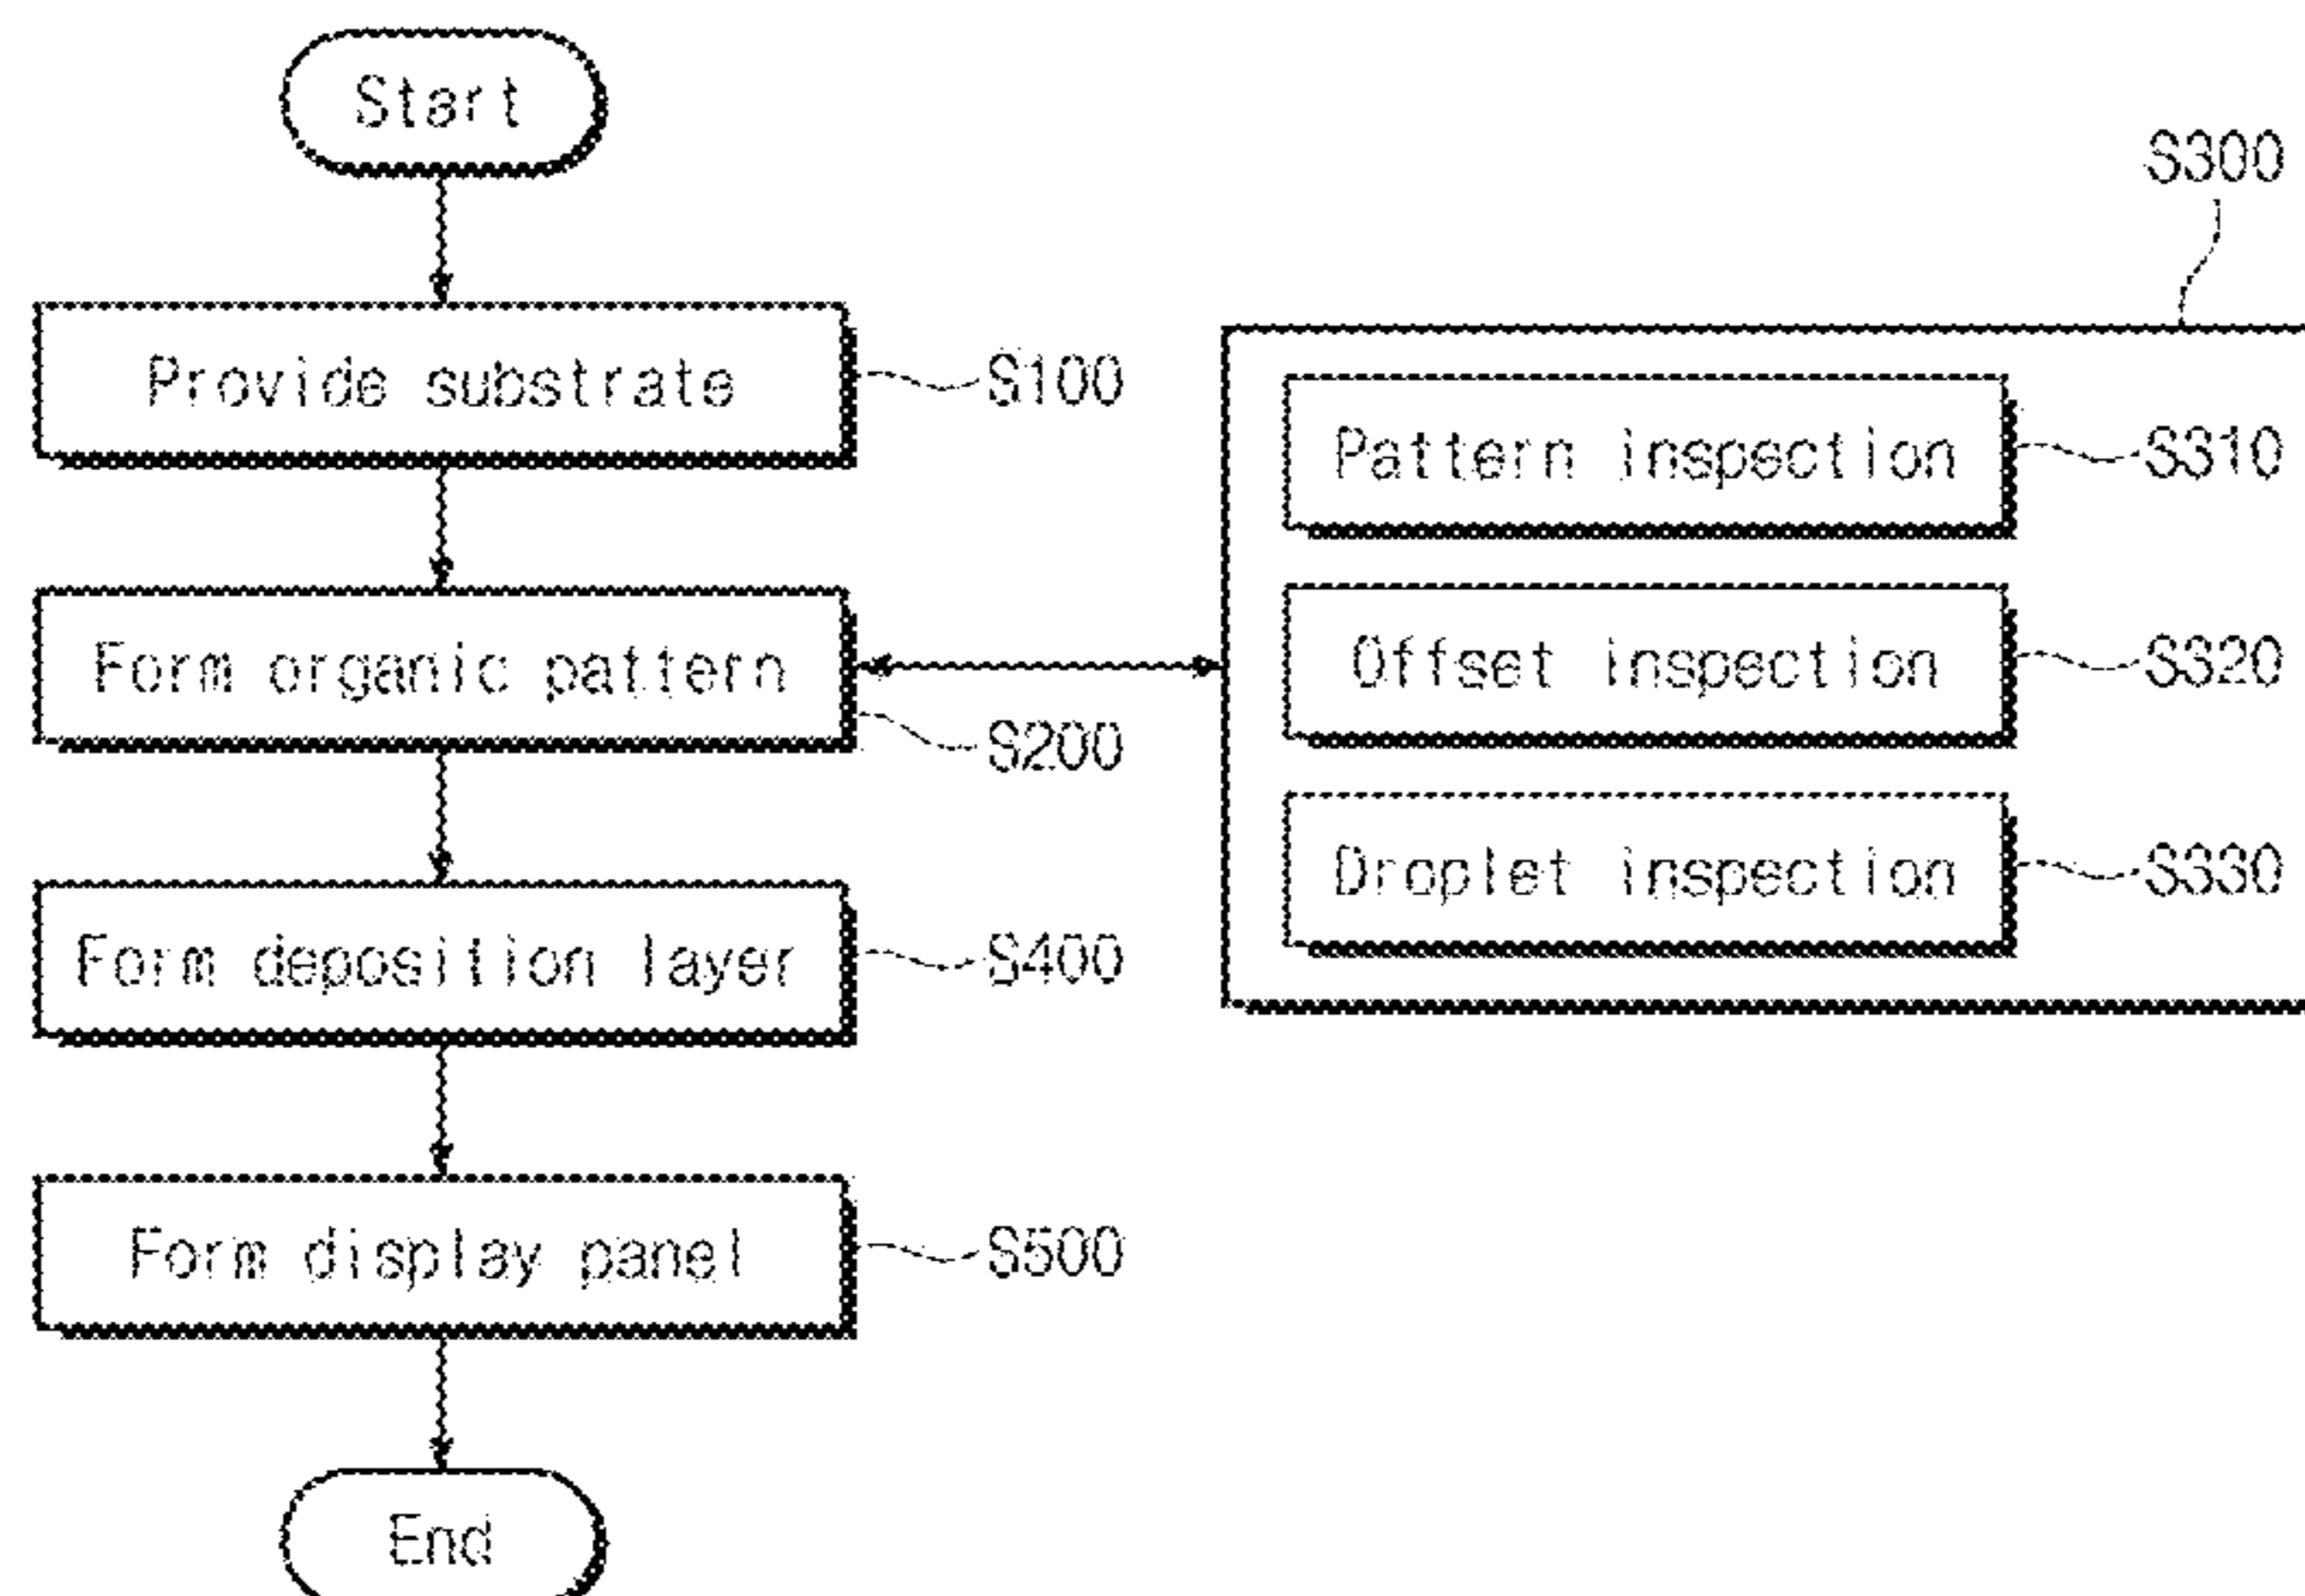 Start
Provide substrate
S100
Form organic pattern
S200
Form deposition layer
S400
Form display panel
S500
End
S300
Pattern inspection
S310
Offset inspection
S320
Droplet inspection
S330